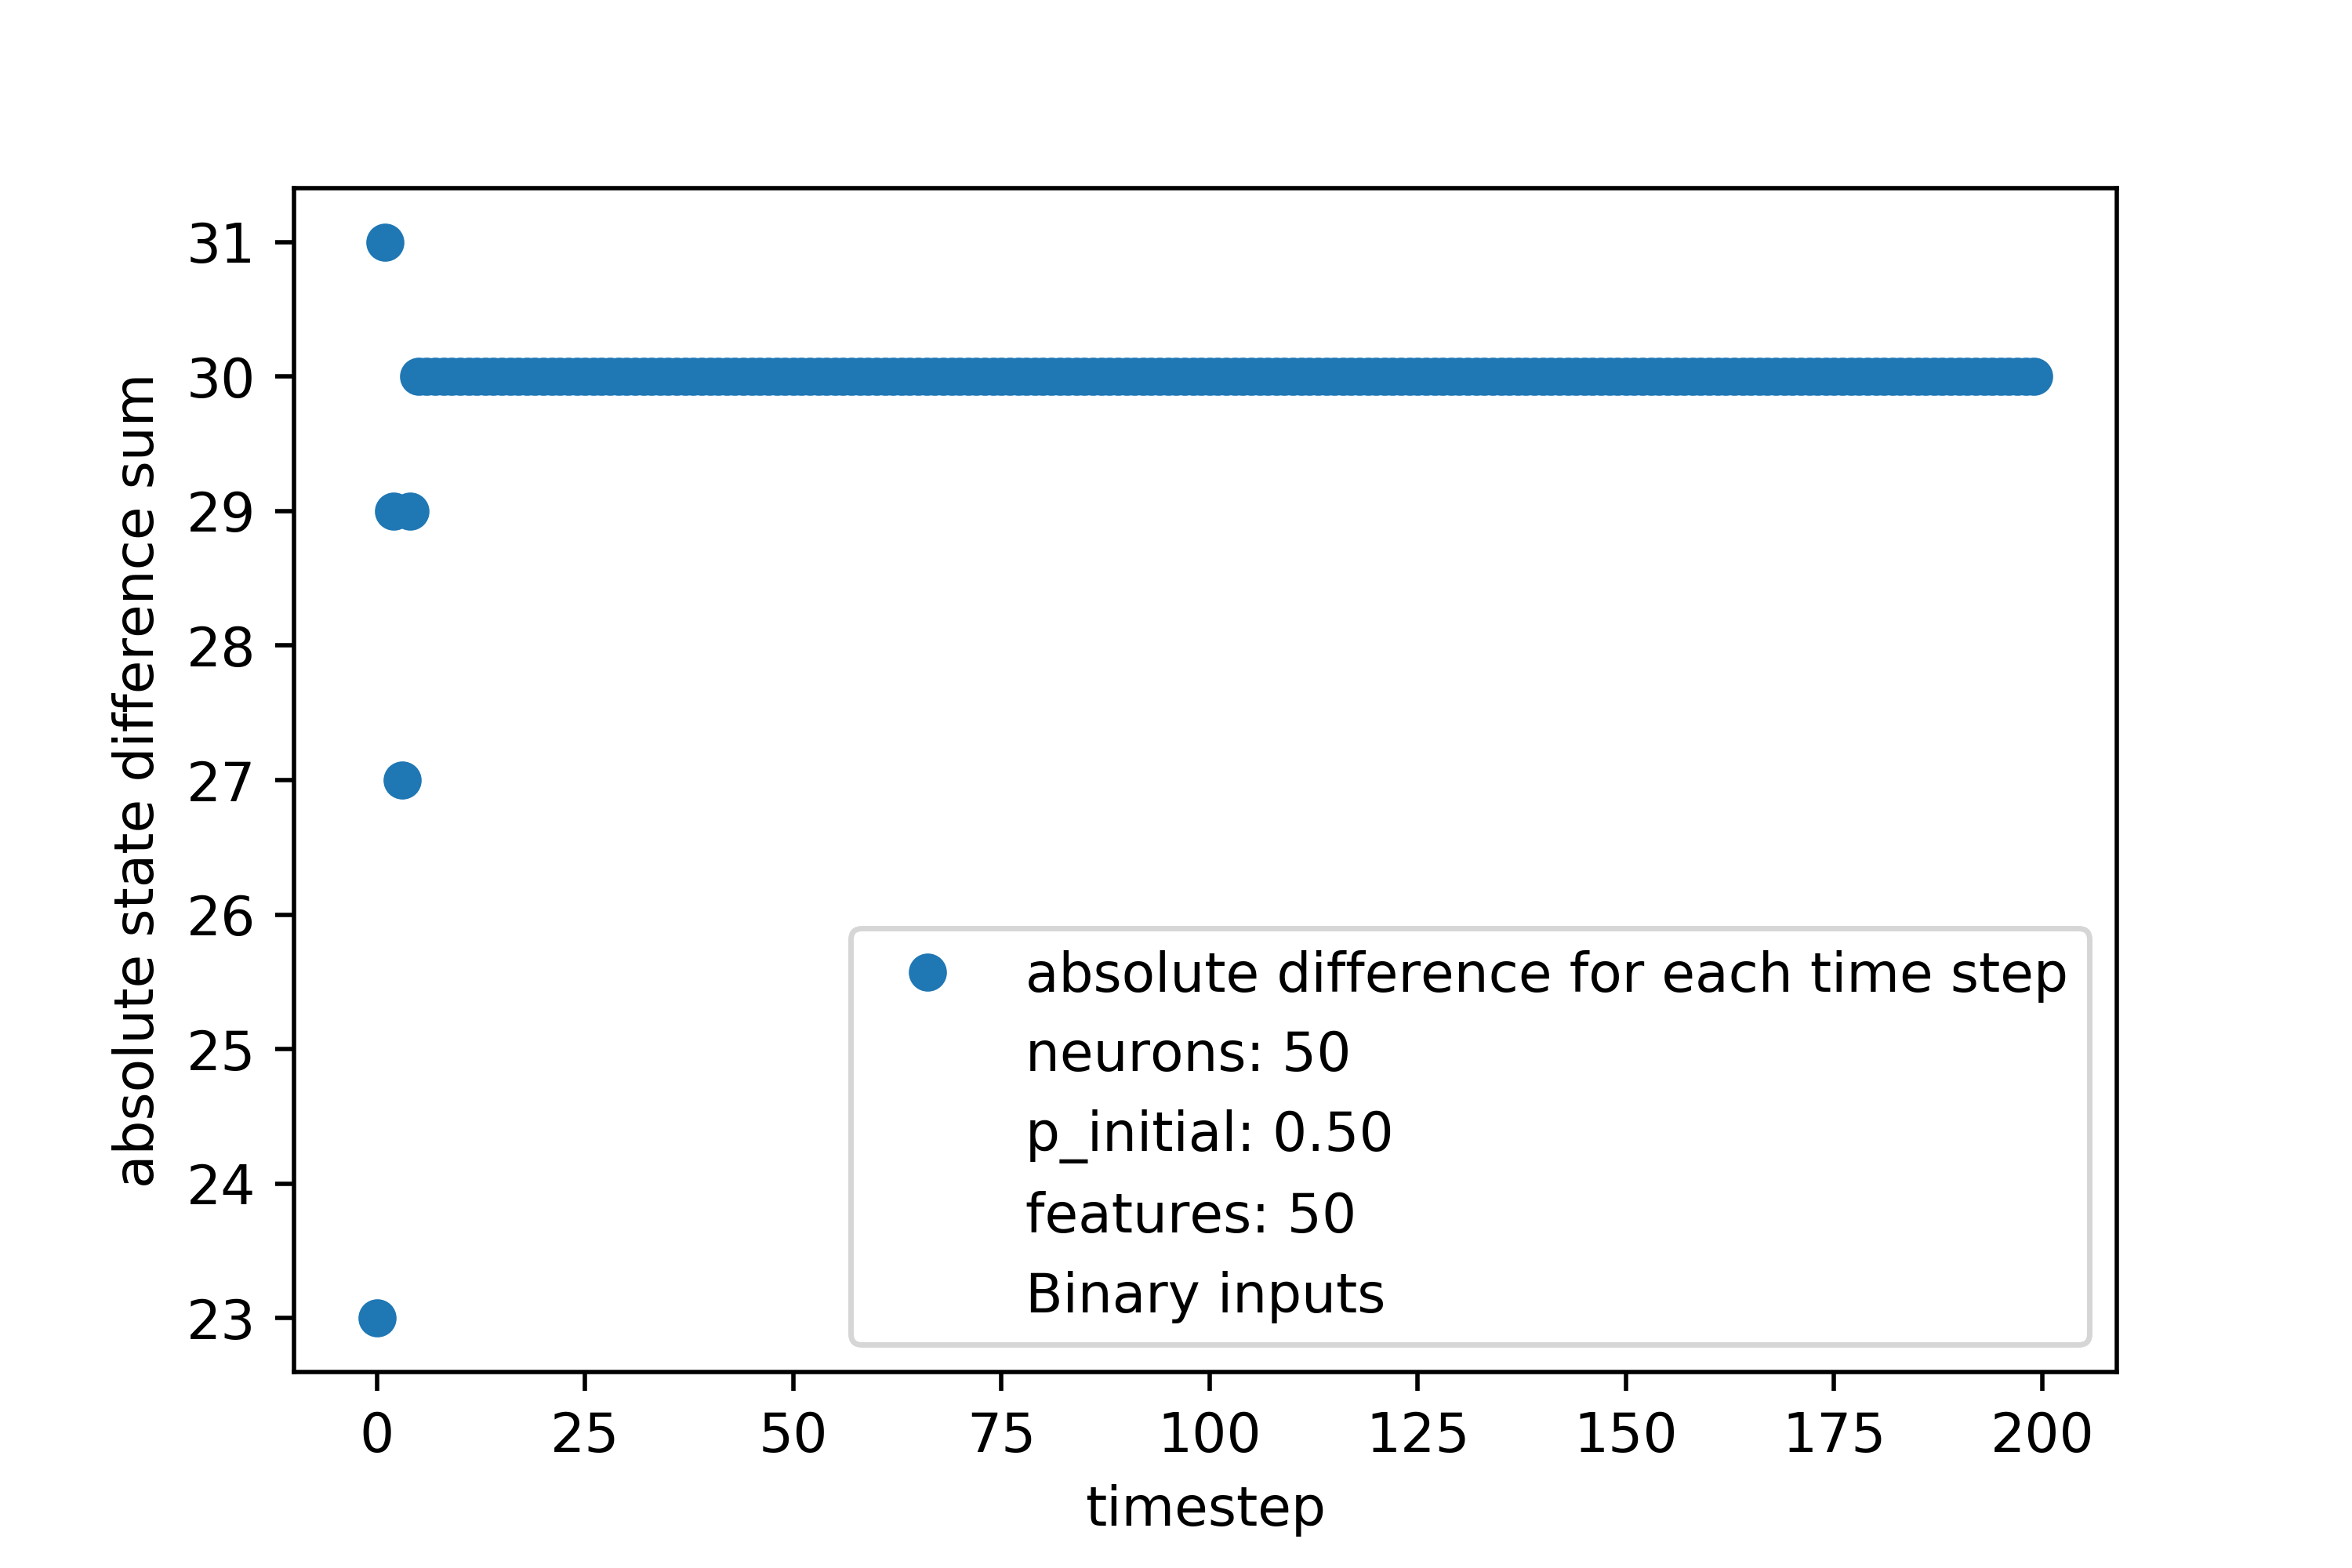 absolute state difference sum
31
30
29
28
27
26
25
24
23
absolute difference for each time step
neurons: 50
p_initial: 0.50
features: 50
Binary inputs
0 25 50 75 100 125 150 175 200
timestep